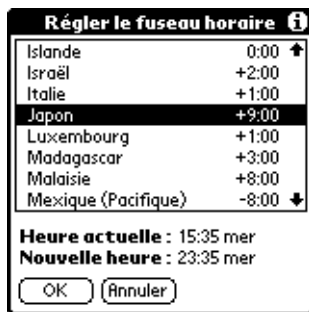 Régler le fuseau horaire
Islande 0:00
Israël +2:00
Italie +1:00
Japon +9:00
Luxembourg +1:00
Madagascar +3:00
Malaisie +8:00
Mexique (Pacifique) -8:00
Heure actuelle : 15:35 mer
Nouvelle heure : 23:35 mer
OK Annuler